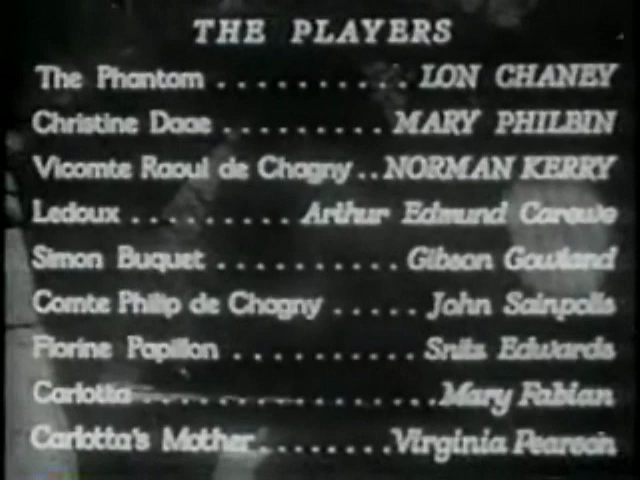 THE PLAYERS
The Phantom . . . . . . . . . . LON CHANEY
Christine Daae . . . . . . . . . MARY PHILBIN
Vicomte Raoul de Chagny . . NORMAN KERRY
Ledoux . . . . . . . . . Arthur Edmund Carewe
Simon Buquet . . . . . . . . . . Gibson Gowland
Comte Philip de Chagny . . . . . John Sainpolis
Florine Papillon . . . . . . . . . . Snitz Edwards
Carlotta . . . . . . . . . . . . . . . . Mary Fabian
Carlotta's Mother . . . . . . . . Virginia Pearson